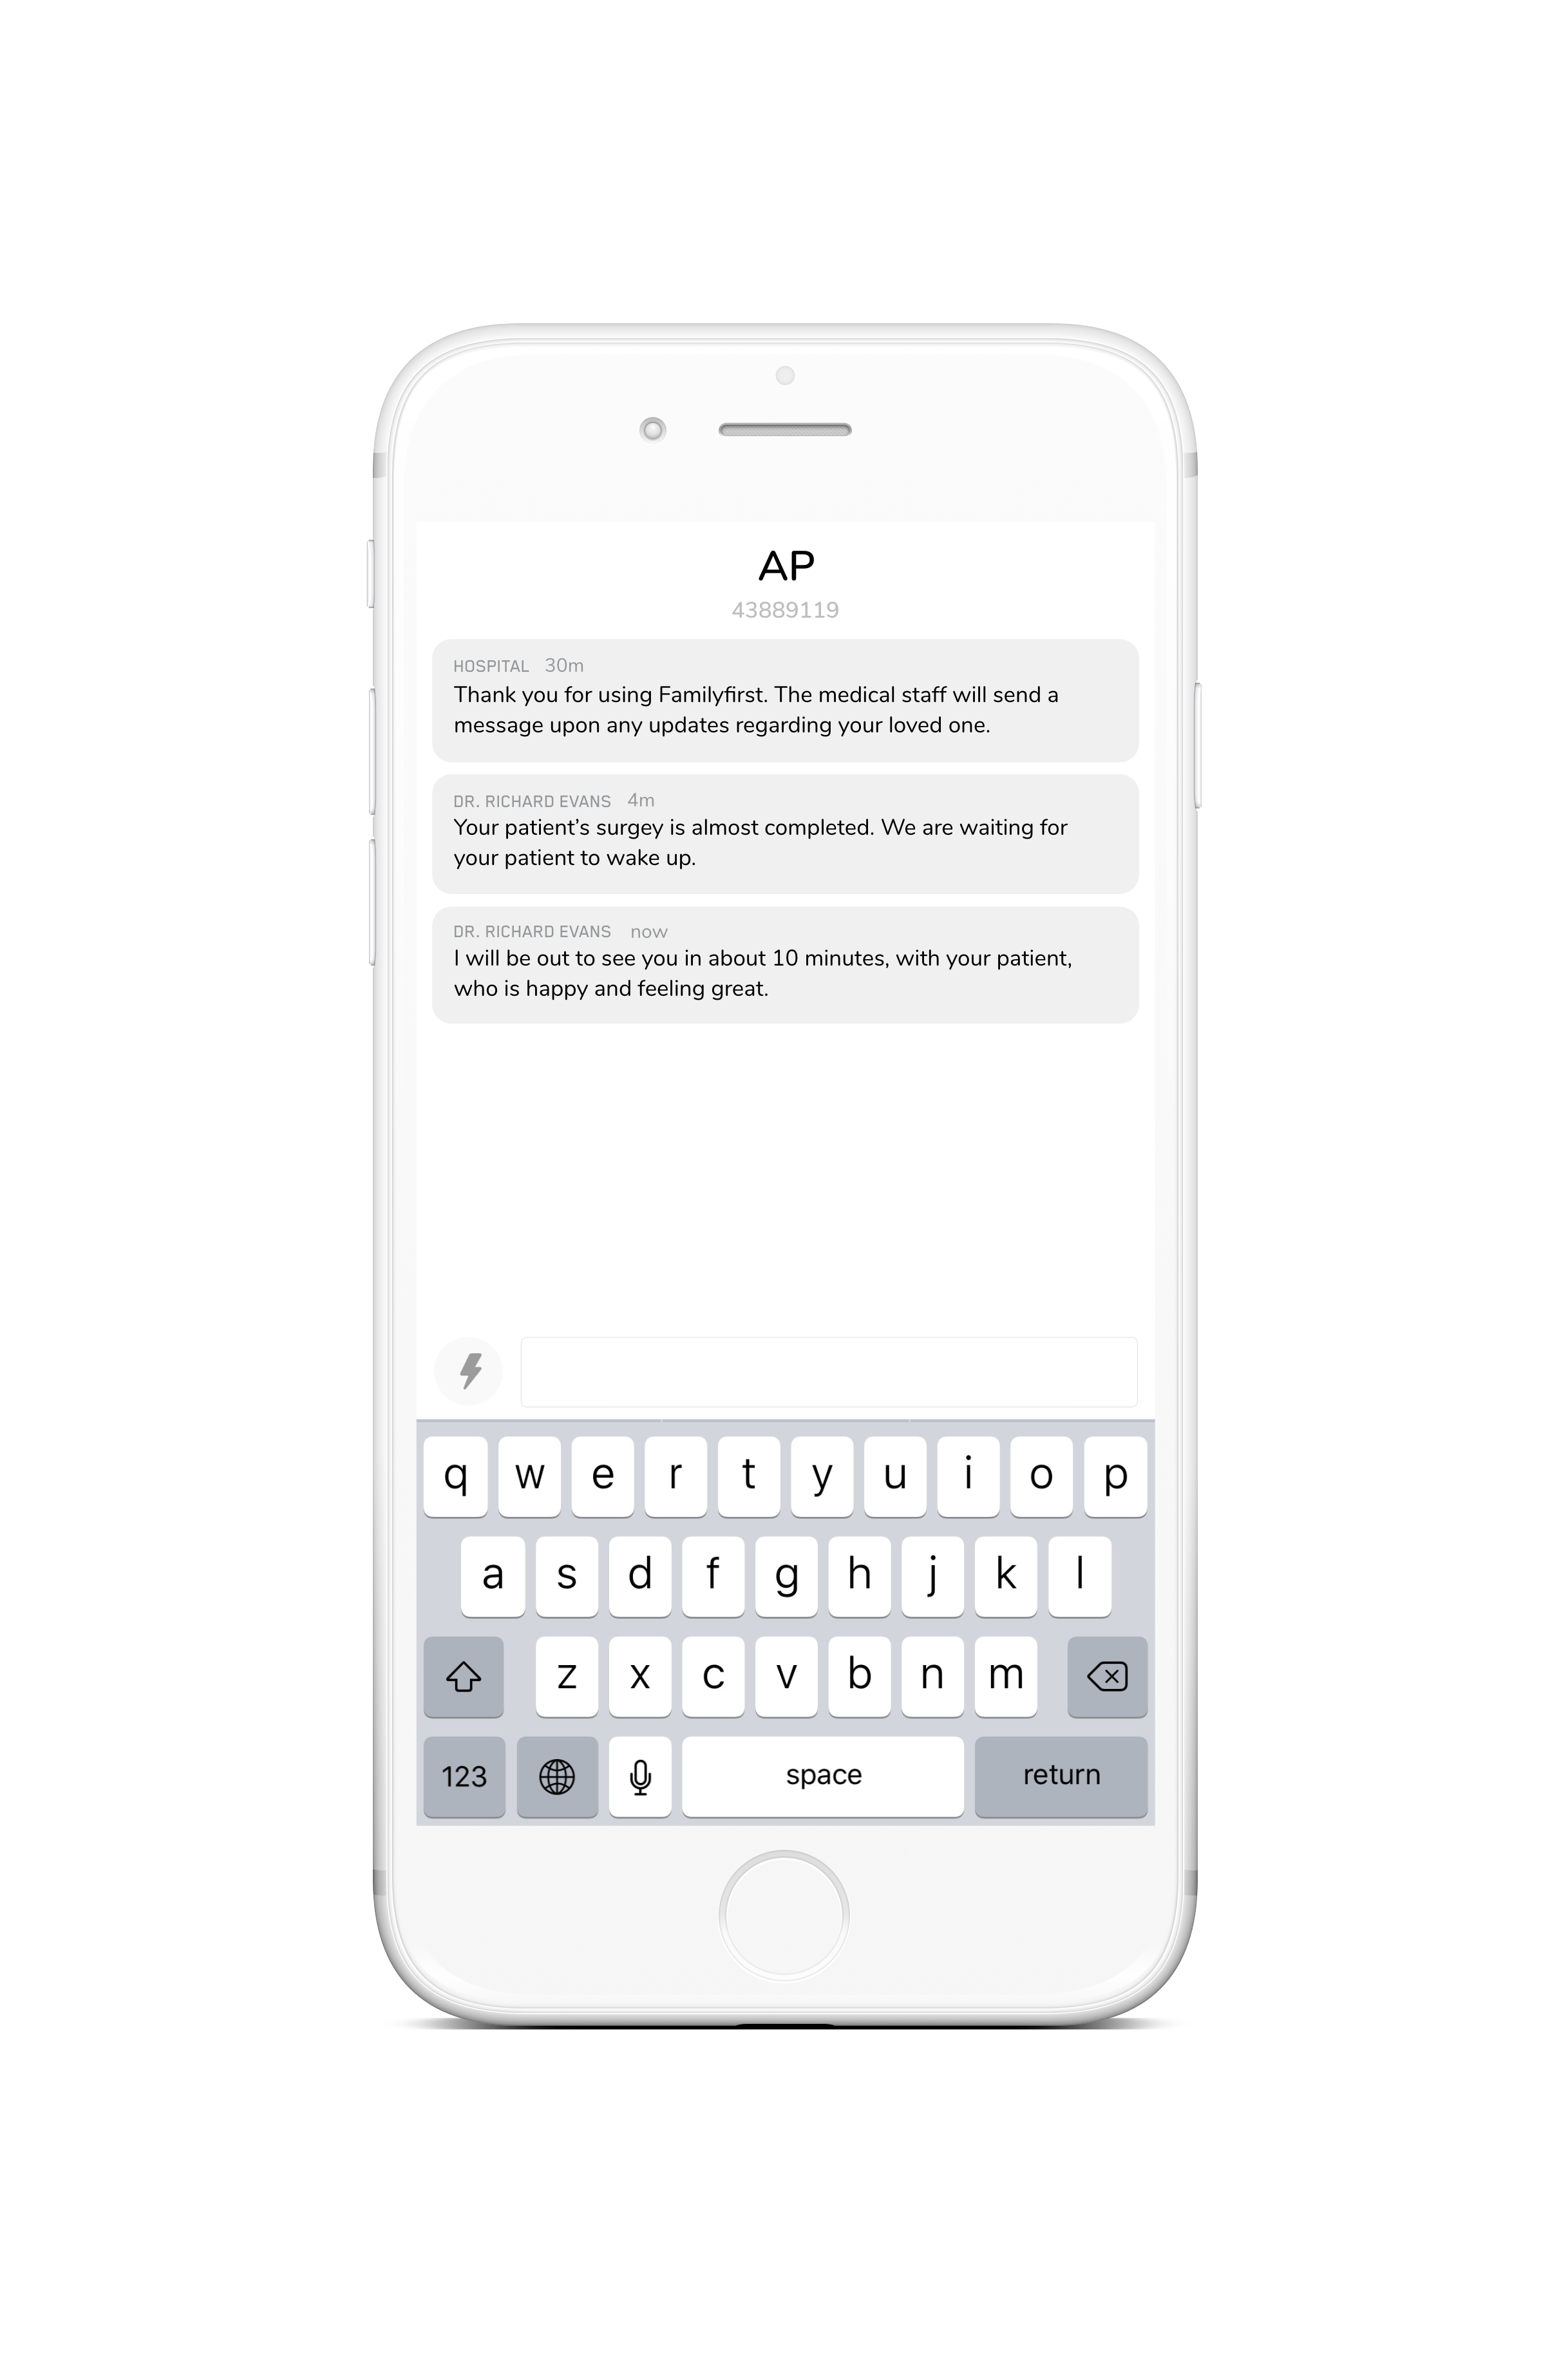 AP
43889119
HOSPITAL 30m
Thank you for using Familyfirst. The medical staff will send a
message upon any updates regarding your loved one.
DR. RICHARD EVANS 4m
Your patient’s surgey is almost completed. We are waiting for
your patient to wake up.
DR. RICHARD EVANS now
I will be out to see you in about 10 minutes, with your patient,
who is happy and feeling great.
q w e r t y u i o p
a s d f g h j k l
z x c v b n m
123 space return